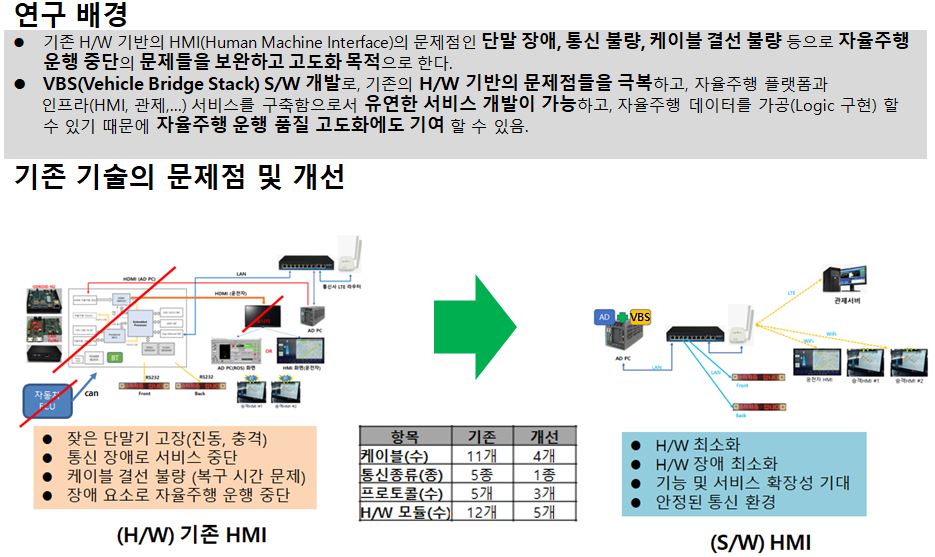 연구 배경
● 기존 H/W 기반의 HMI(Human Machine Interface)의 문제점인 단말 장애, 통신 불량, 케이블 결선 불량 등으로 자율주행
운행 중단의 문제들을 보완하고 고도화 목적으로 한다.
● VBS(Vehicle Bridge Stack) S/W 개발로, 기존의 H/W 기반의 문제점들을 극복하고, 자율주행 플랫폼과
인프라(HMI, 관제,...) 서비스를 구축함으로서 유연한 서비스 개발이 가능하고, 자율주행 데이터를 가공(Logic 구현) 할
수 있기 때문에 자율주행 운행 품질 고도화에도 기여 할 수 있음.
기존 기술의 문제점 및 개선
HDMI (AD PC)
LAN
통신사 LTE 라우터
HDMI (운전자)
AD PC
BT
AD PC(ROS) 화면
OR
HMI 화면(운전자)
RS232
RS232
자동차
ECU
can
Front
Back
승객HMI #1
승객HMI #2
● 잦은 단말기 고장(진동, 충격)
● 통신 장애로 서비스 중단
● 케이블 결선 불량 (복구 시간 문제)
● 장애 요소로 자율주행 운행 중단
(H/W) 기존 HMI
항목 기존 개선
케이블(수) 11개 4개
통신종류(종) 5종 1종
프로토콜(수) 5개 3개
H/W 모듈(수) 12개 5개
LTE
관제서버
AD
VBS
AD PC
LAN
LAN
WiFi
WiFi
Front
Back
운전자 HMI
승객HMI #1
승객HMI #2
● H/W 최소화
● H/W 장애 최소화
● 기능 및 서비스 확장성 기대
● 안정된 통신 환경
(S/W) HMI